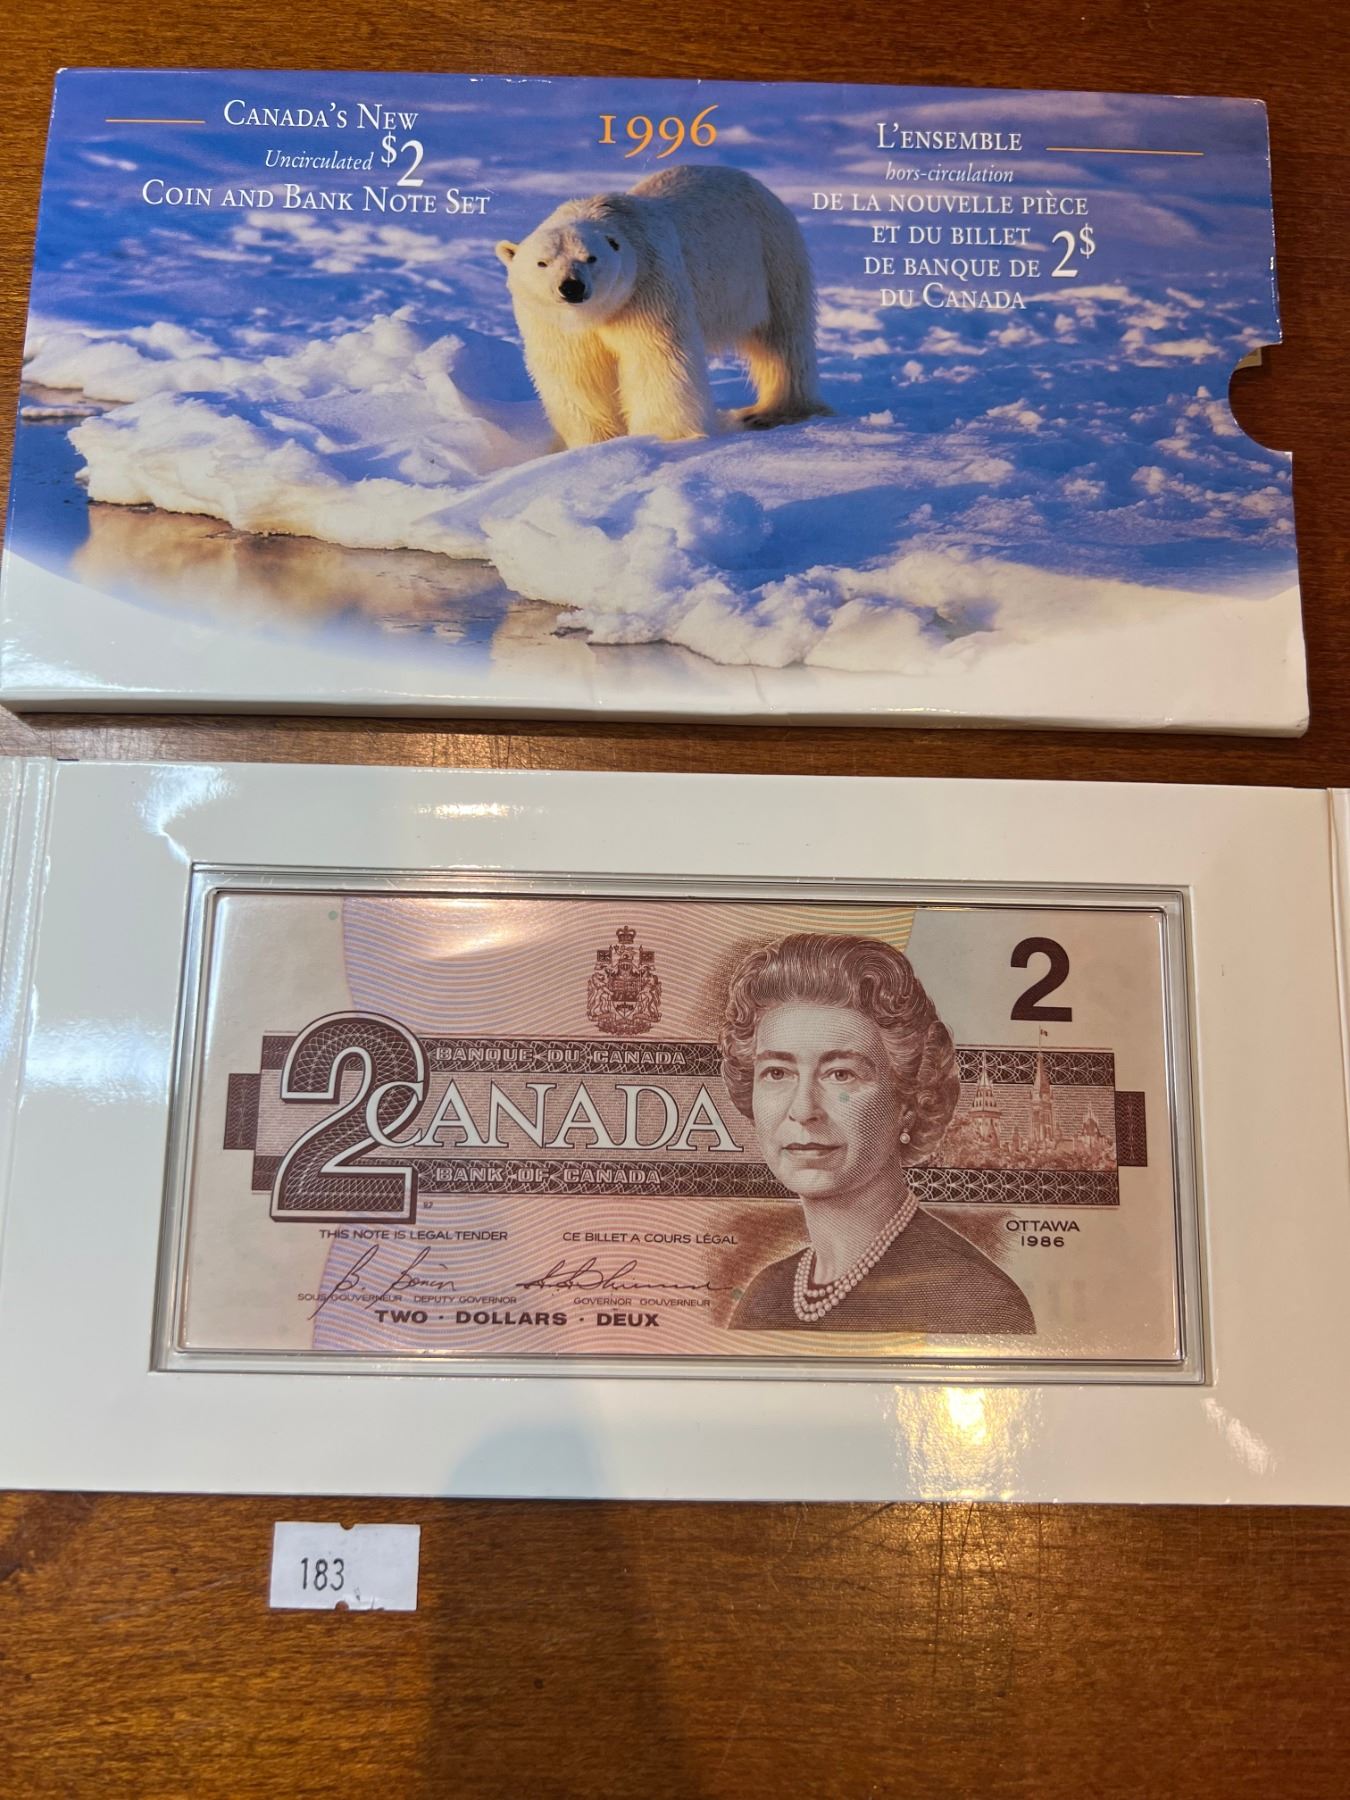 CANADA'S NEW
Uncirculated $2
COIN AND BANK NOTE SET
1996
L'ENSEMBLE
hors-circulation
DE LA NOUVELLE PIÈCE
ET DU BILLET
DE BANQUE DE 2$
DU CANADA
2
BANQUE DU CANADA
2
CANADA
BANK OF CANADA
THIS NOTE IS LEGAL TENDER
CE BILLET A COURS LÉGAL
OTTAWA
1986
B. Bonin
SOUS-GOUVERNEUR DEPUTY GOVERNOR
GOVERNOR GOUVERNEUR
TWO · DOLLARS · DEUX
183